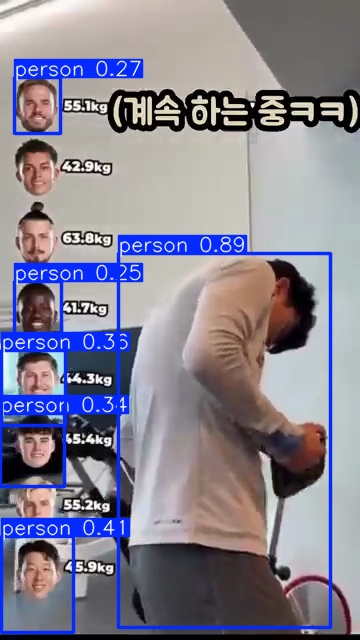 person 0.27
55.1kg
(계속 하는 중ㅋㅋ)
42.9kg
63.8kg
person 0.89
person 0.25
41.7kg
person 0.36
44.3kg
person 0.34
45.4kg
55.2kg
person 0.41
45.9kg